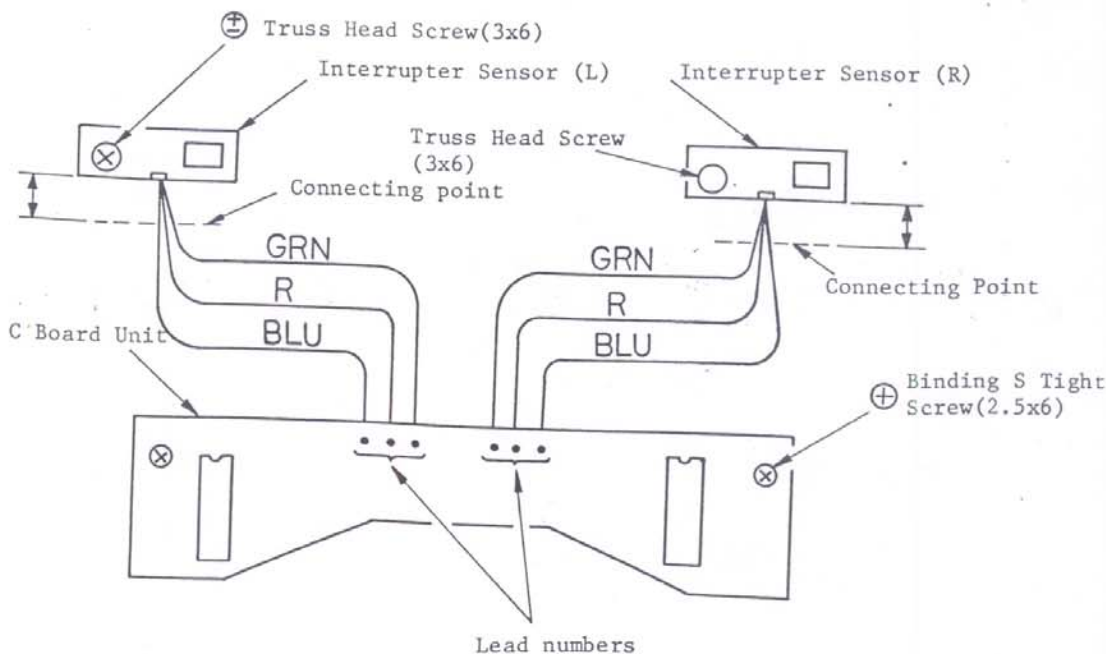 Truss Head Screw(3x6)
Interrupter Sensor (L)
Interrupter Sensor (R)
Truss Head Screw
(3x6)
Connecting point
GRN
R
BLU
GRN
R
BLU
Connecting Point
C Board Unit
Binding S Tight
Screw(2.5x6)
Lead numbers